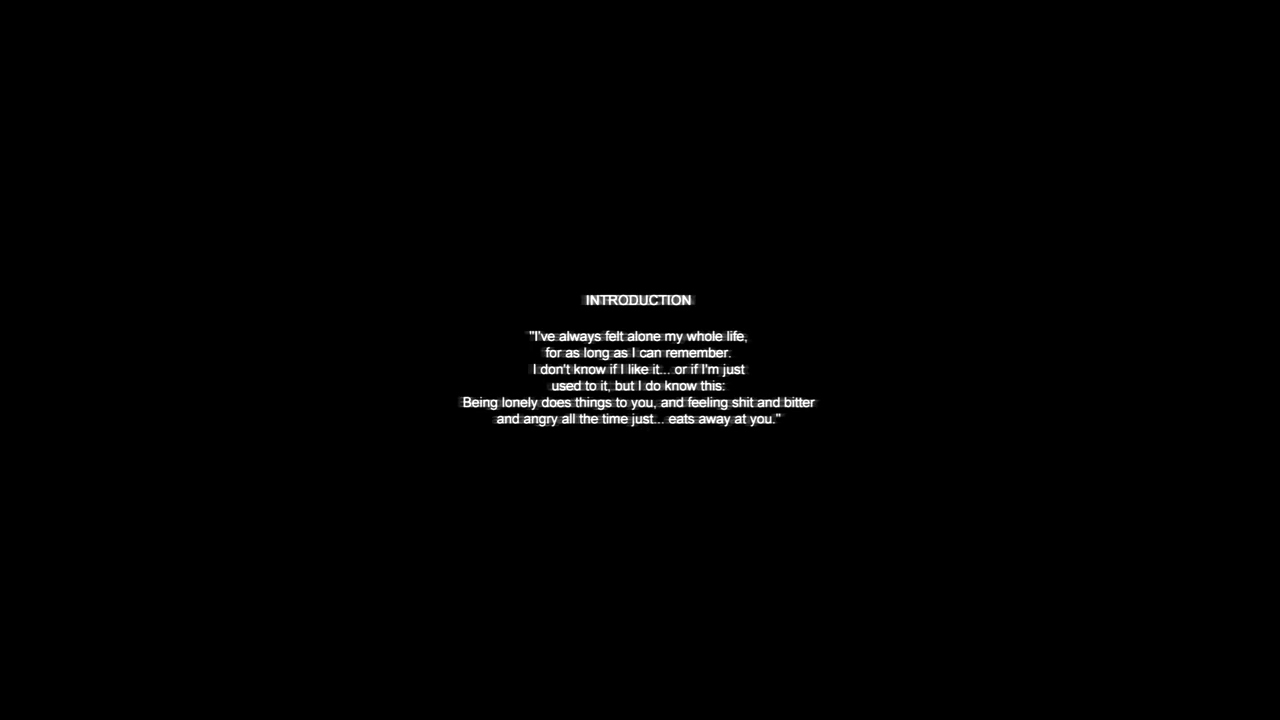 INTRODUCTION
"I've always felt alone my whole life,
for as long as I can remember.
I don't know if I like it... or if I'm just
used to it, but I do know this:
Being lonely does things to you, and feeling shit and bitter
and angry all the time just... eats away at you."